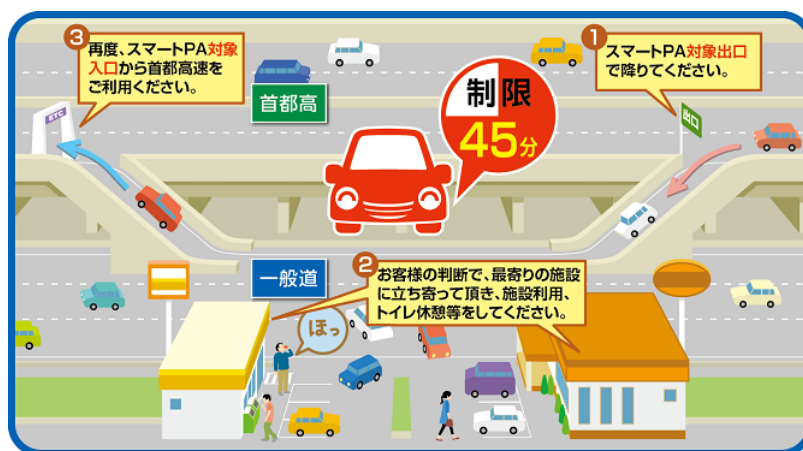 1
スマートPA対象出口
で降りてください。
3
再度、スマートPA対象
入口から首都高速を
ご利用ください。
首都高
制限
45分
ETC
出口
一般道
2
お客様の判断で、最寄りの施設
に立ち寄って頂き、施設利用、
トイレ休憩等をしてください。
ほっ